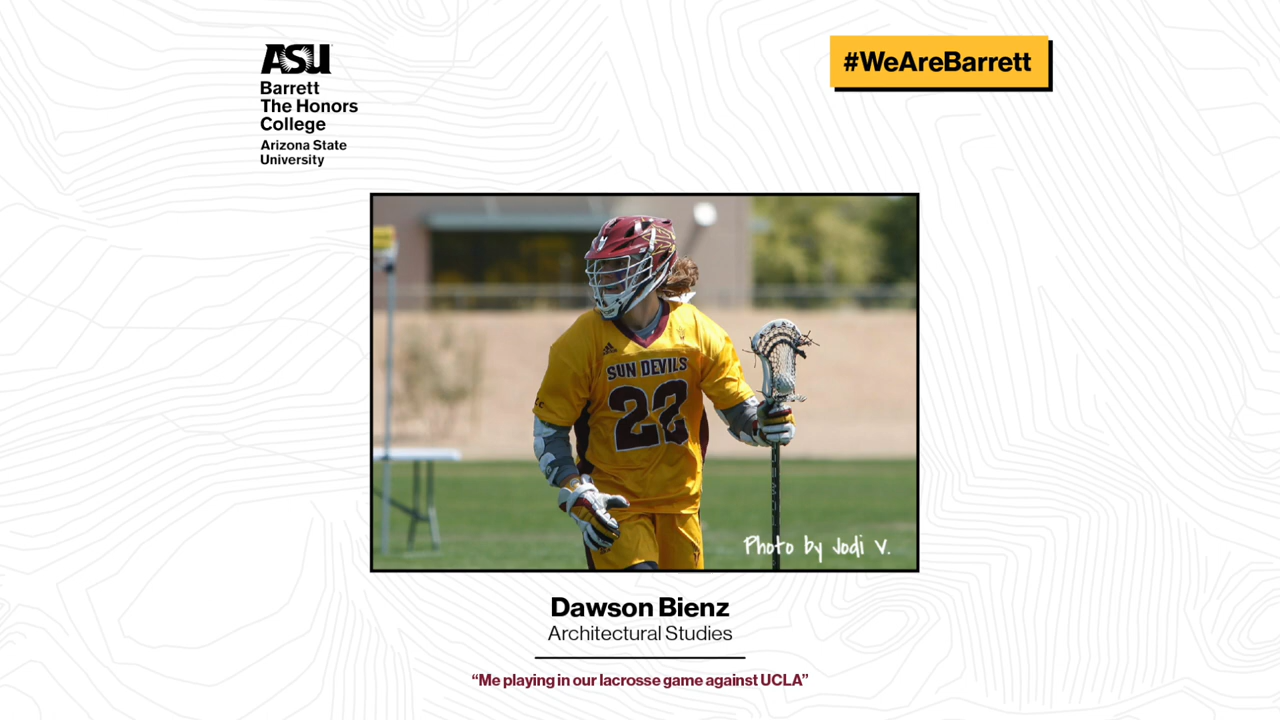 ASU
Barrett
The Honors
College
Arizona State
University
#WeAreBarrett
SUN DEVILS
22
Photo by Jodi V.
Dawson Bienz
Architectural Studies
“Me playing in our lacrosse game against UCLA”